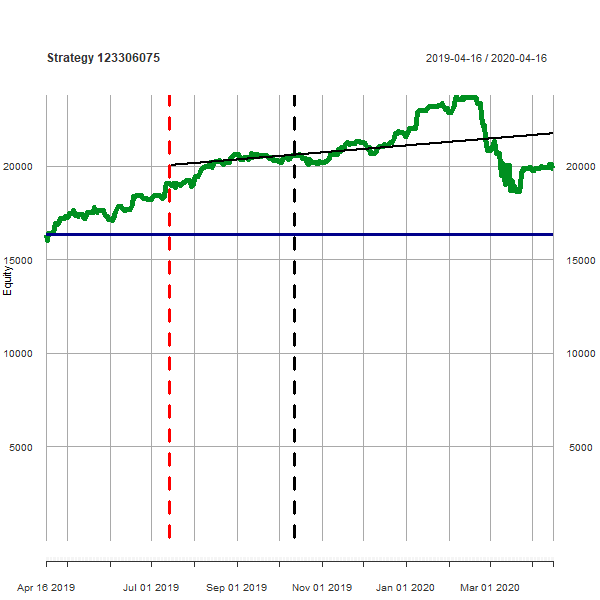 Strategy 123306075
2019-04-16 / 2020-04-16
20000
20000
15000
15000
Equity
10000
10000
5000
5000
Apr 16 2019
Jul 01 2019
Sep 01 2019
Nov 01 2019
Jan 01 2020
Mar 01 2020